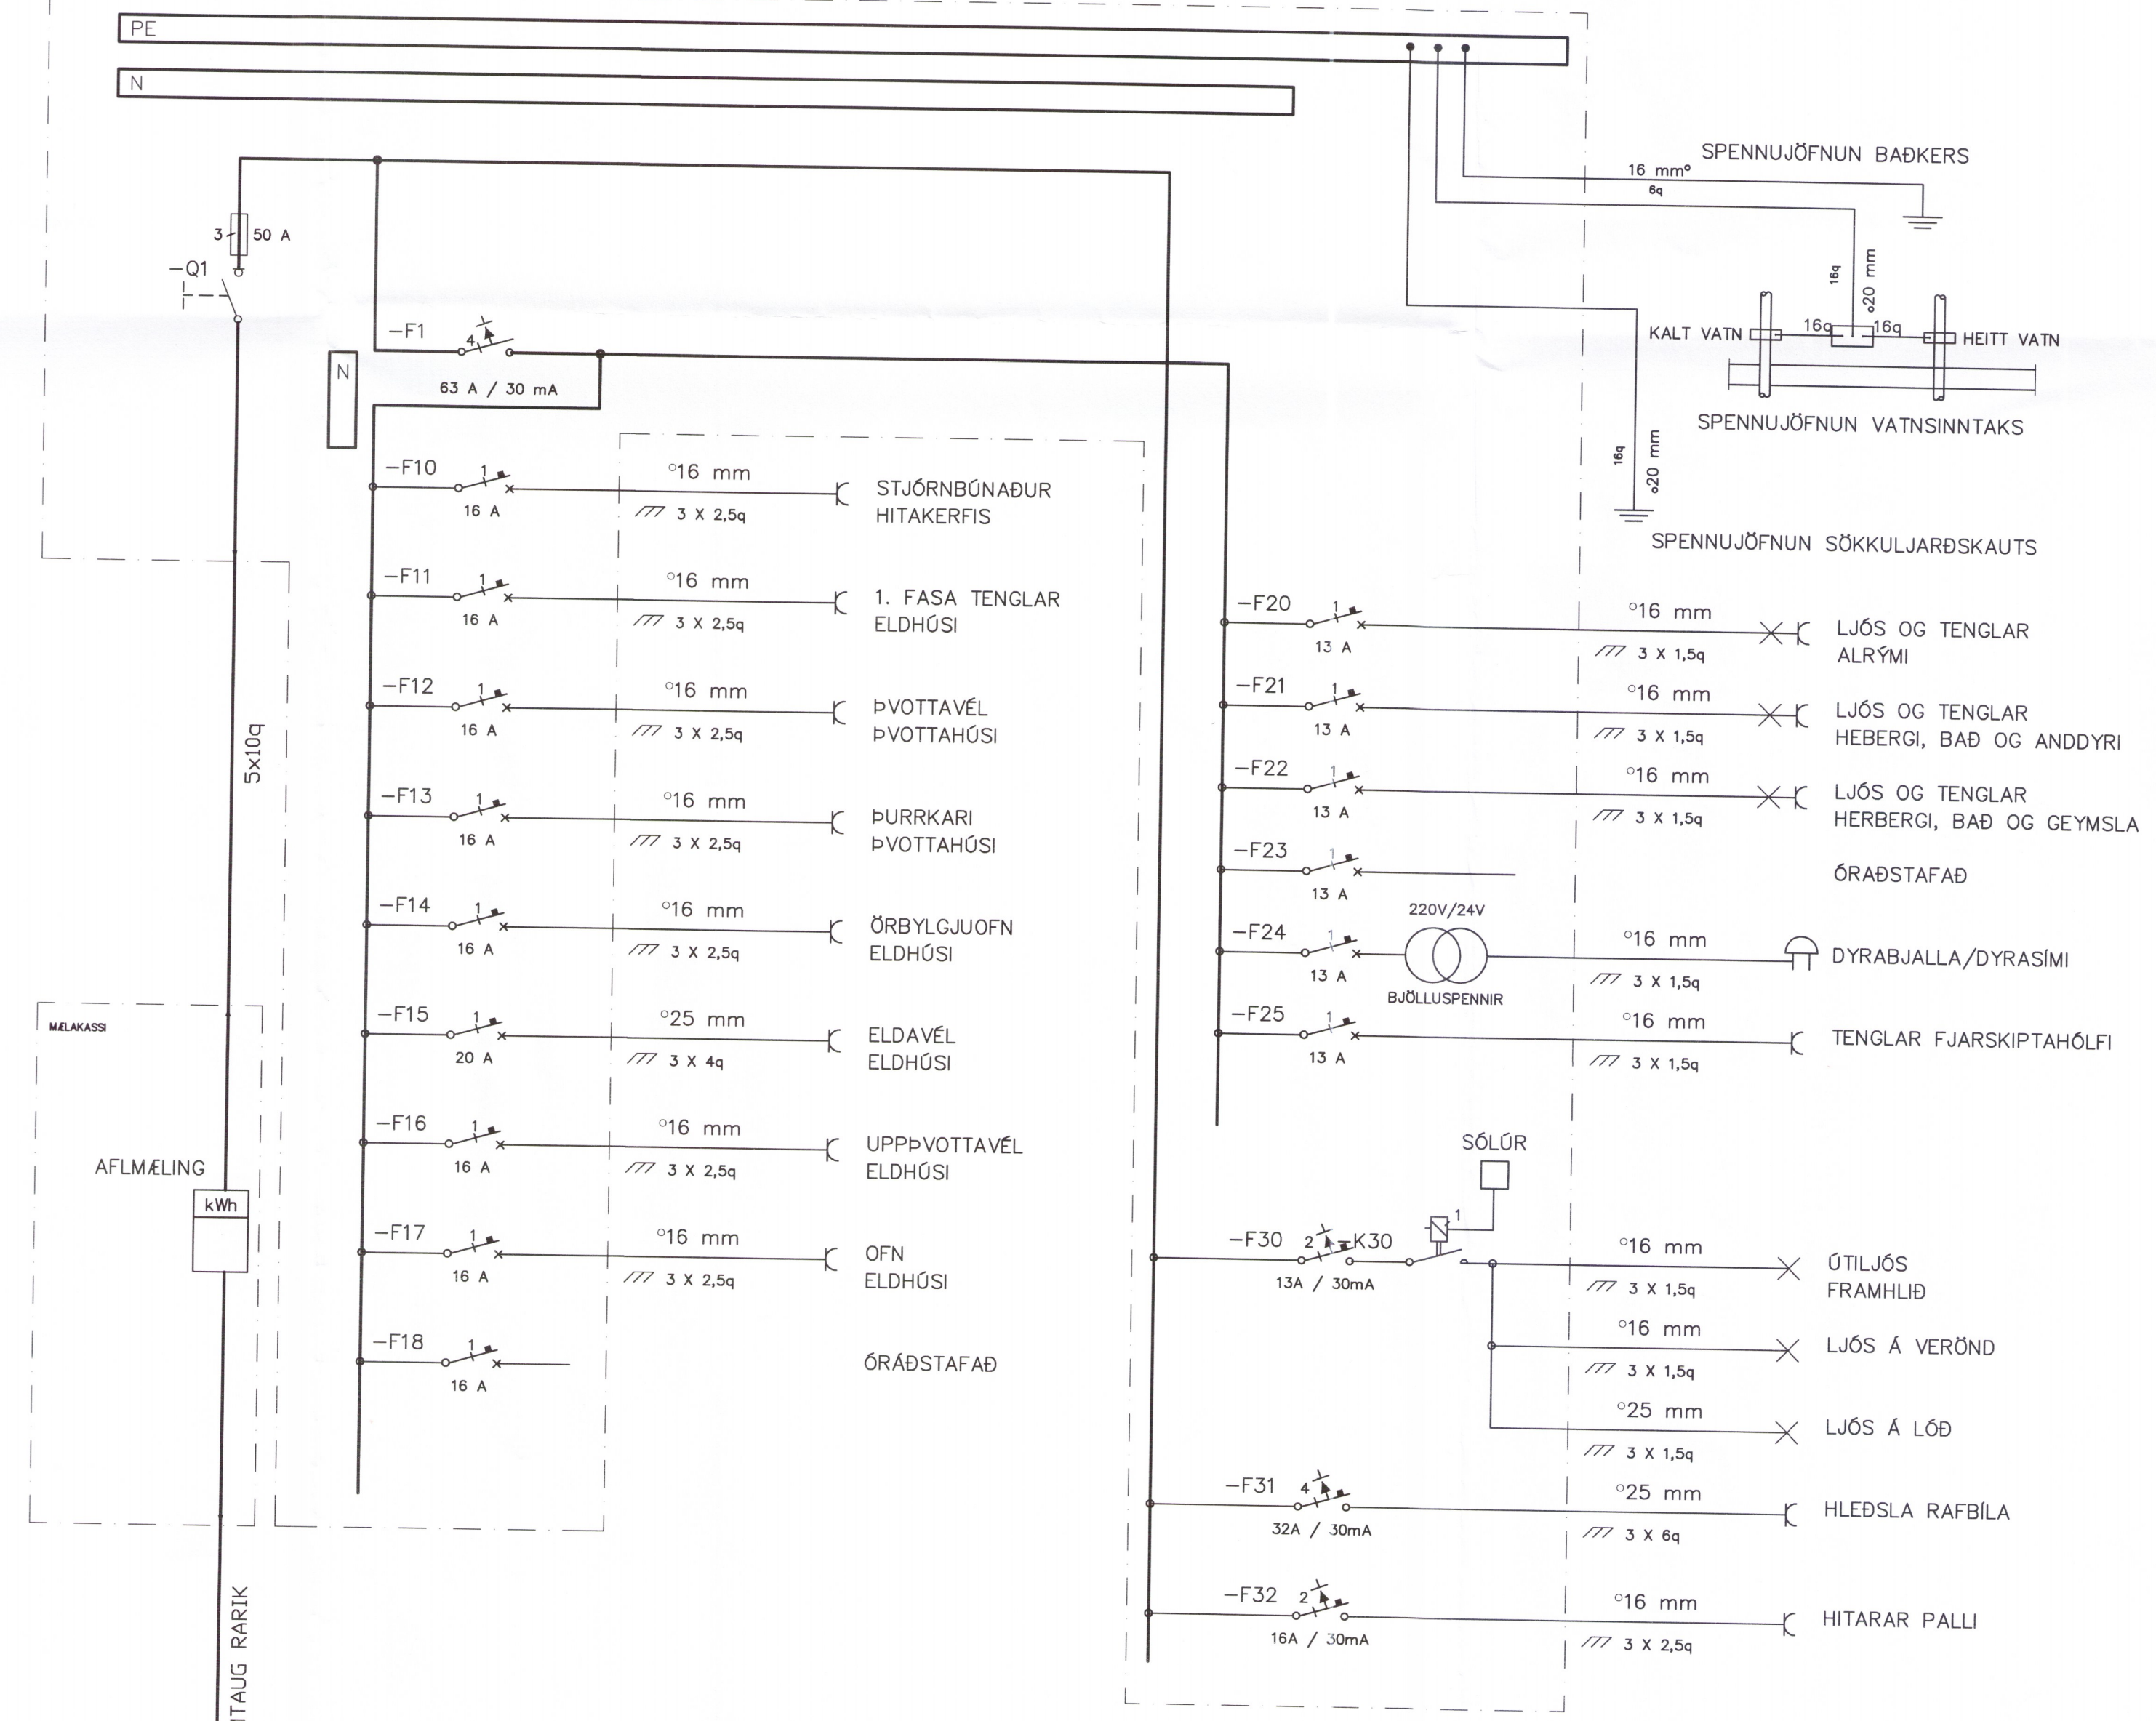 PE
N
SPENNUJÖFNUN BAÐKERS
16 mm°
6q
3
50 A
-Q1
16q
°20 mm
KALT VATN
16q
16q
HEITT VATN
SPENNUJÖFNUN VATNSINNTAKS
16q
°20 mm
SPENNUJÖFNUN SÖKKULJARÐSKAUTS
-F1
4
63 A / 30 mA
N
-F10
1
16 A
°16 mm
3 X 2,5q
STJÓRNBÚNAÐUR
HITAKERFIS
-F11
1
16 A
°16 mm
3 X 2,5q
1. FASA TENGLAR
ELDHÚSI
-F12
1
16 A
°16 mm
3 X 2,5q
ÞVOTTAVÉL
ÞVOTTAHÚSI
-F13
1
16 A
°16 mm
3 X 2,5q
ÞURRKARI
ÞVOTTAHÚSI
-F14
1
16 A
°16 mm
3 X 2,5q
ÖRBYLGJUOFN
ELDHÚSI
-F15
1
20 A
°25 mm
3 X 4q
ELDAVÉL
ELDHÚSI
-F16
1
16 A
°16 mm
3 X 2,5q
UPPÞVOTTAVÉL
ELDHÚSI
-F17
1
16 A
°16 mm
3 X 2,5q
OFN
ELDHÚSI
-F18
1
16 A
ÓRÁÐSTAFAÐ
5x10q
MÆLAKASSI
AFLMÆLING
kWh
RARIK
-F20
1
13 A
°16 mm
3 X 1,5q
LJÓS OG TENGLAR
ALRÝMI
-F21
1
13 A
°16 mm
3 X 1,5q
LJÓS OG TENGLAR
HEBERGI, BAÐ OG ANDDYRI
-F22
1
13 A
°16 mm
3 X 1,5q
LJÓS OG TENGLAR
HERBERGI, BAÐ OG GEYMSLA
-F23
1
13 A
ÓRAÐSTAFAÐ
-F24
1
13 A
220V/24V
BJÖLLUSPENNIR
°16 mm
3 X 1,5q
DYRABJALLA/DYRASÍMI
-F25
1
13 A
°16 mm
3 X 1,5q
TENGLAR FJARSKIPTAHÓLFI
SÓLÚR
1
-F30
2
-K30
13A / 30mA
°16 mm
3 X 1,5q
ÚTILJÓS
FRAMHLIÐ
°16 mm
3 X 1,5q
LJÓS Á VERÖND
°25 mm
3 X 1,5q
LJÓS Á LÓÐ
-F31
4
32A / 30mA
°25 mm
3 X 6q
HLEÐSLA RAFBÍLA
-F32
2
16A / 30mA
°16 mm
3 X 2,5q
HITARAR PALLI